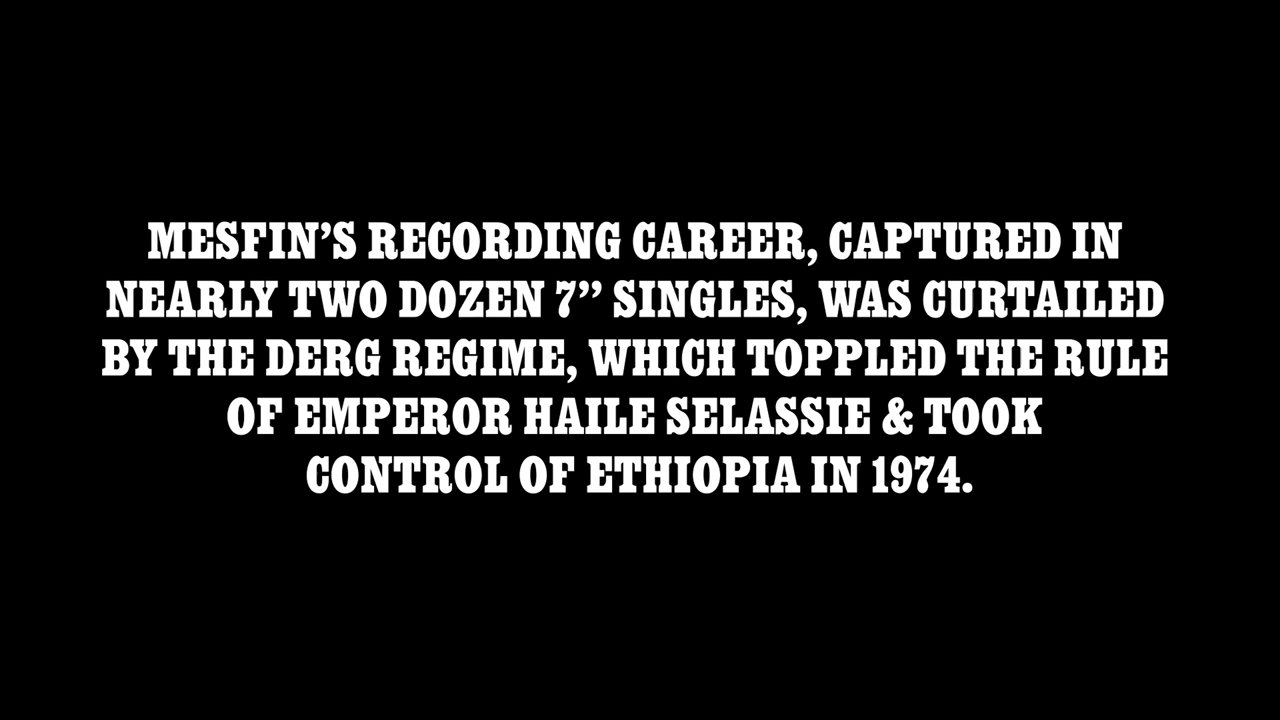 MESFIN’S RECORDING CAREER, CAPTURED IN
NEARLY TWO DOZEN 7” SINGLES, WAS CURTAILED
BY THE DERG REGIME, WHICH TOPPLED THE RULE
OF EMPEROR HAILE SELASSIE & TOOK
CONTROL OF ETHIOPIA IN 1974.